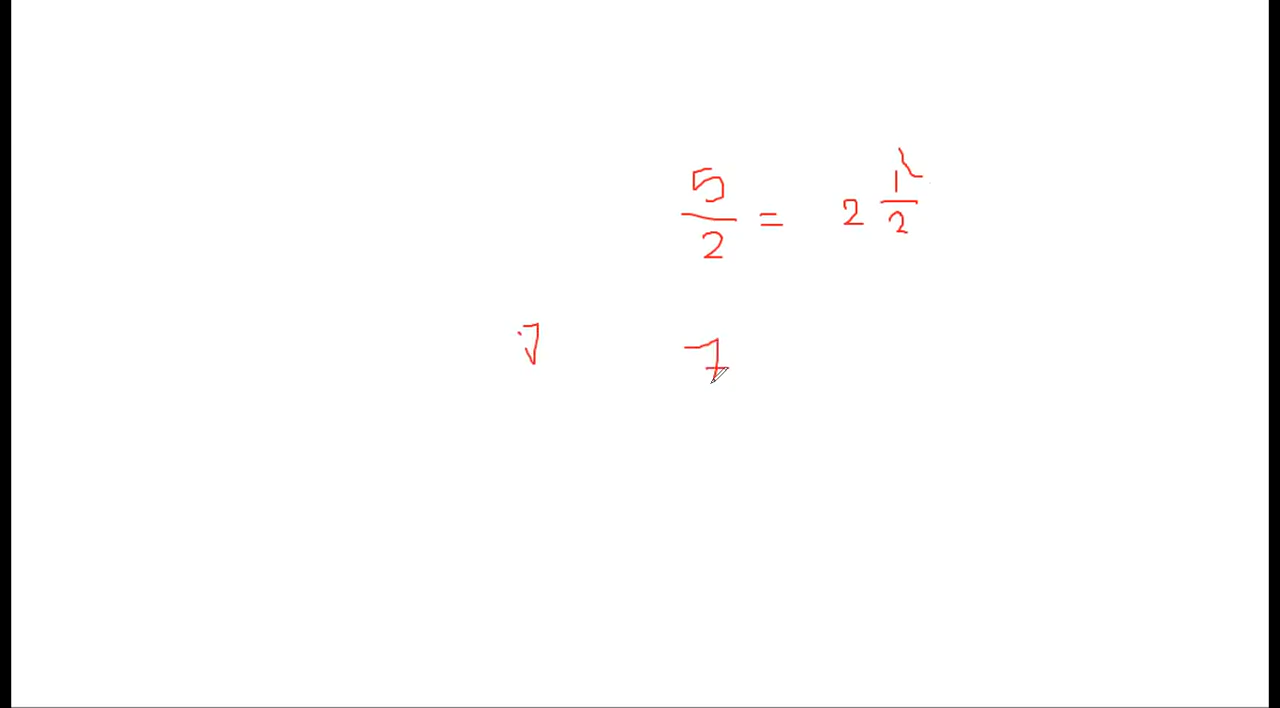 5/2 = 2 1/2
7 7